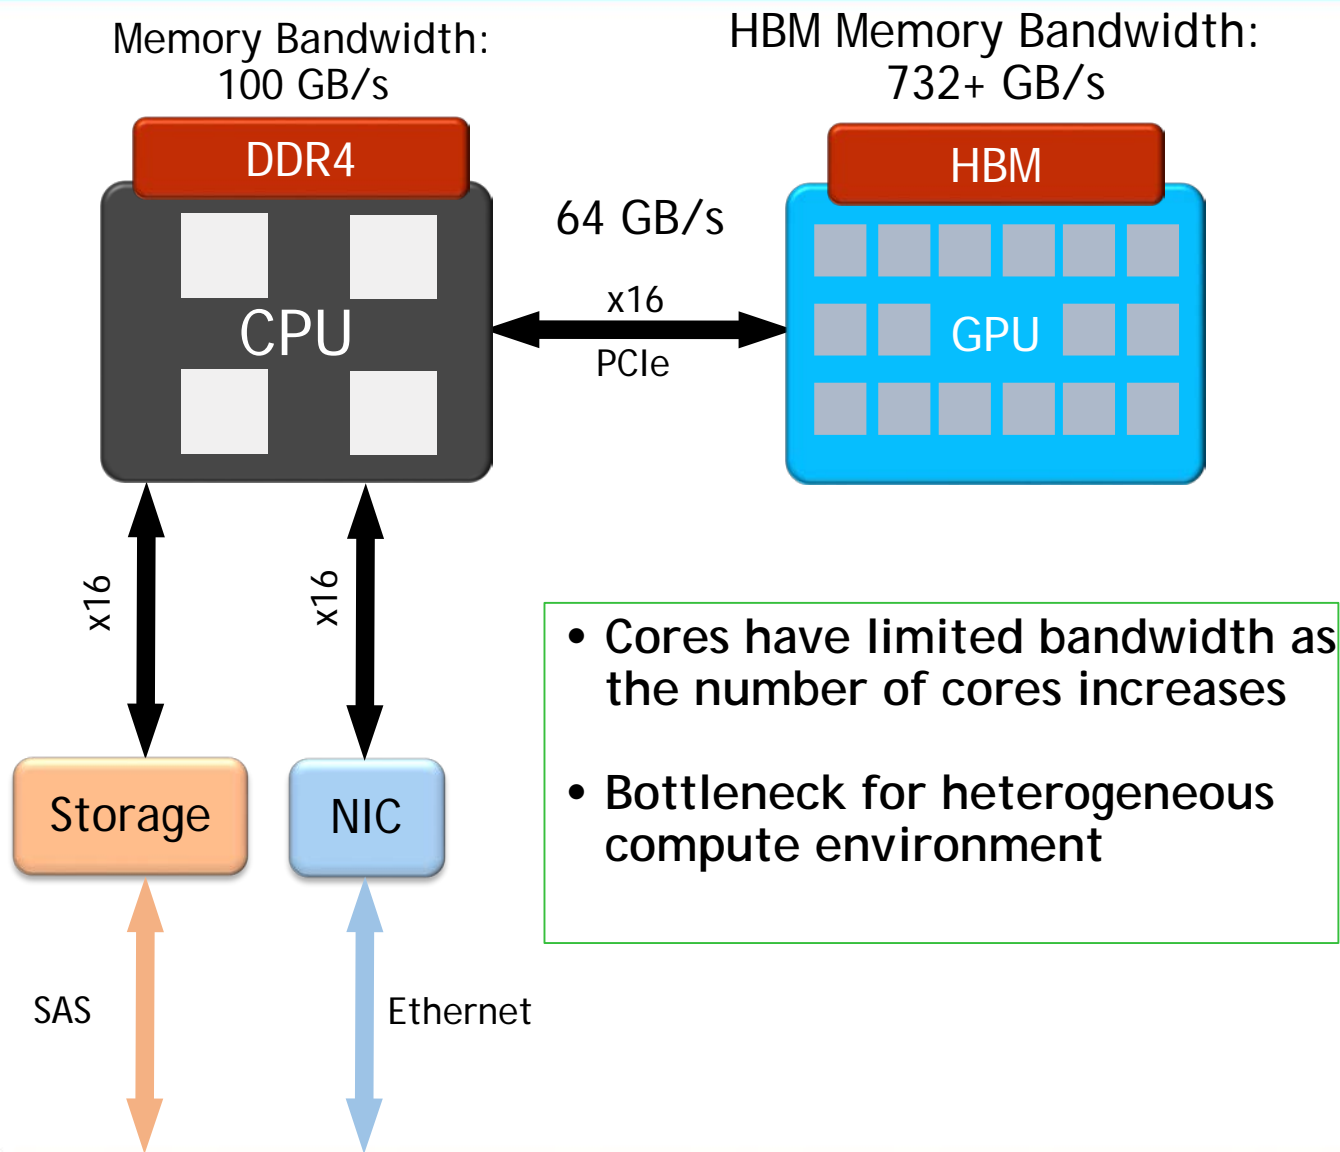 Memory Bandwidth:
100 GB/s
HBM Memory Bandwidth:
732+ GB/s
DDR4
HBM
64 GB/s
x16
PCIe
CPU
GPU
x16
x16
• Cores have limited bandwidth as
the number of cores increases
• Bottleneck for heterogeneous
compute environment
Storage
NIC
SAS
Ethernet